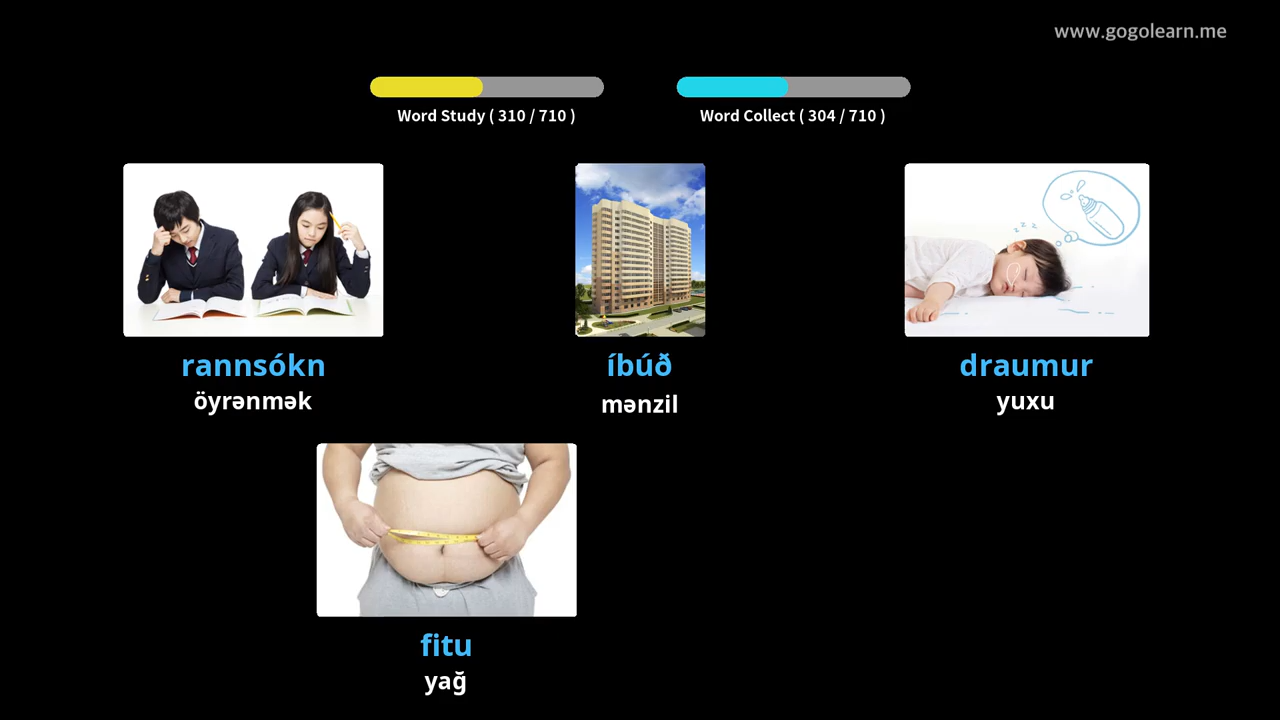 www.gogolearn.me
Word Study ( 310 / 710 )
Word Collect ( 304 / 710 )
rannsókn
öyrənmək
íbúð
mənzil
draumur
yuxu
fitu
yağ